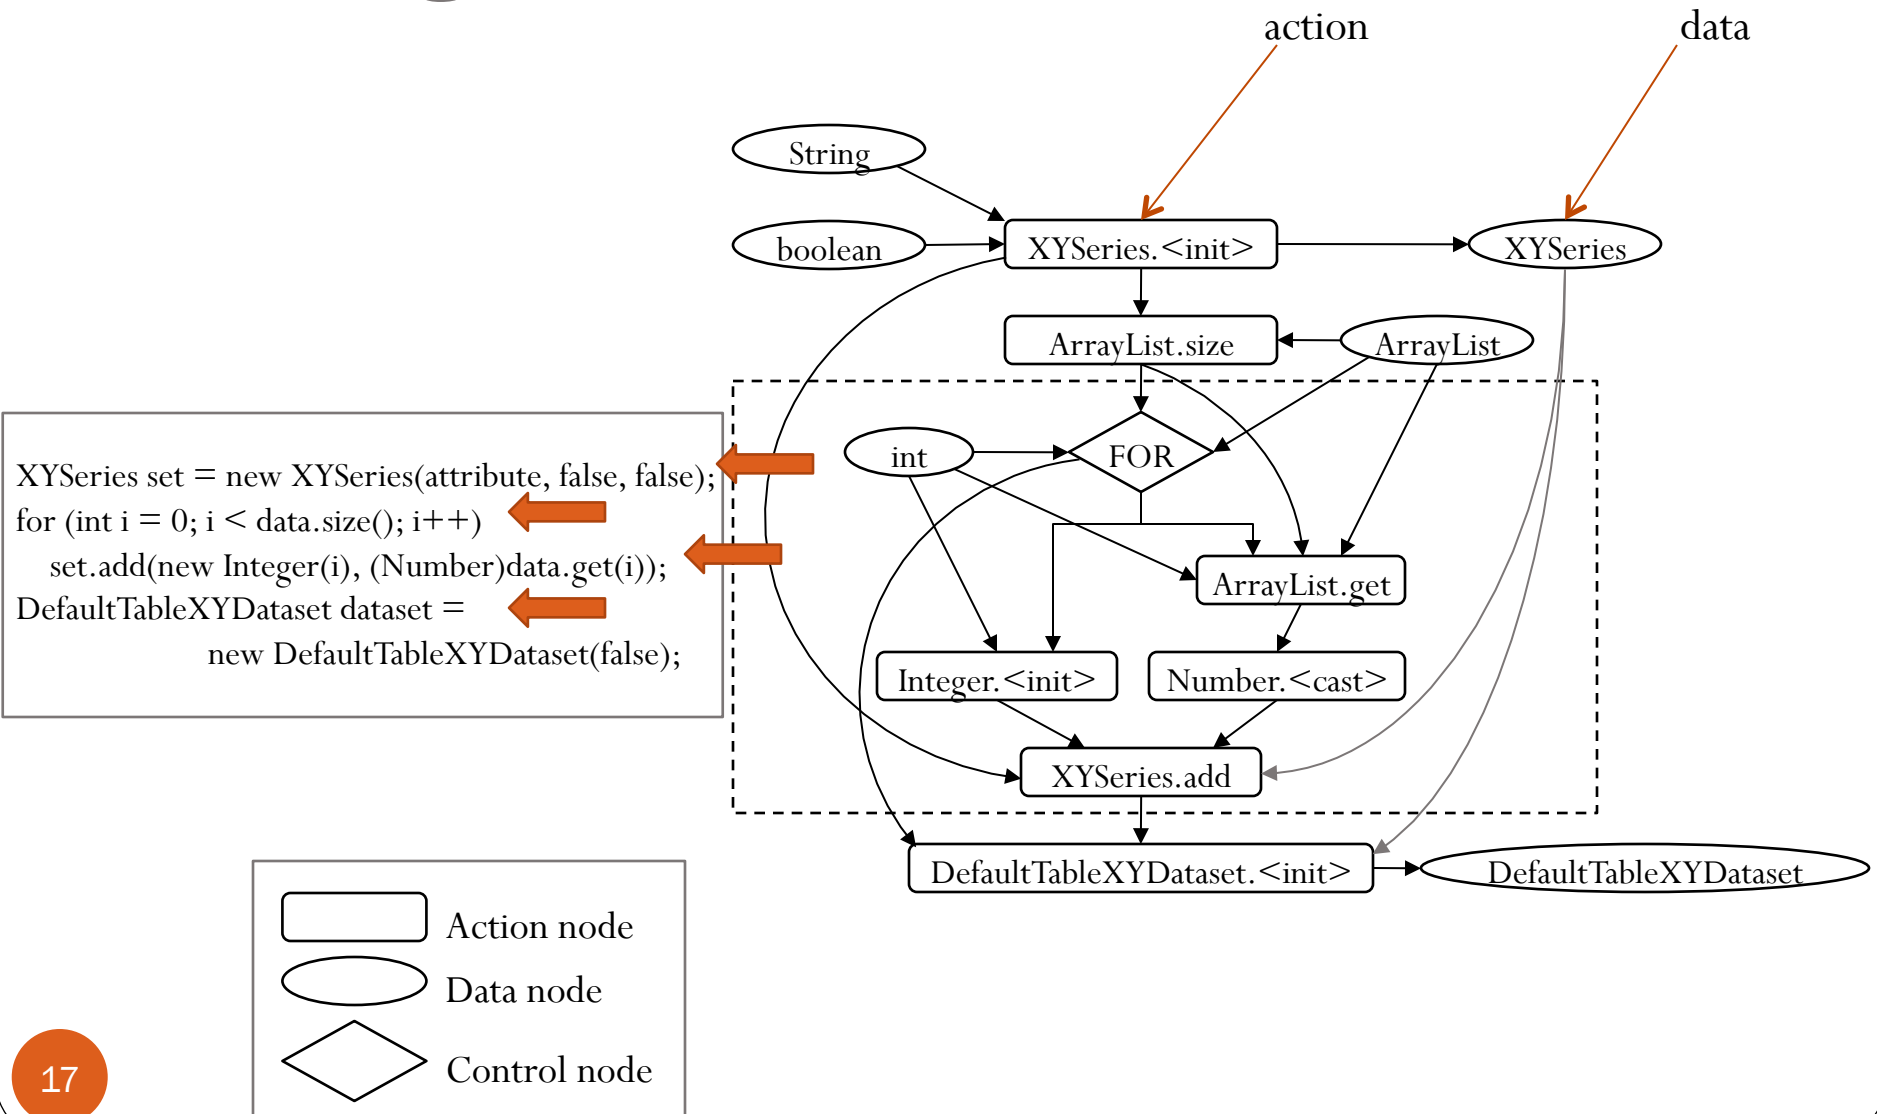 action
data
String
boolean
XYSeries.<init>
XYSeries
ArrayList.size
ArrayList
int
FOR
XYSeries set = new XYSeries(attribute, false, false);
for (int i = 0; i < data.size(); i++)
set.add(new Integer(i), (Number)data.get(i));
DefaultTableXYDataset dataset =
new DefaultTableXYDataset(false);
ArrayList.get
Integer.<init>
Number.<cast>
XYSeries.add
DefaultTableXYDataset.<init>
DefaultTableXYDataset
Action node
Data node
Control node
17